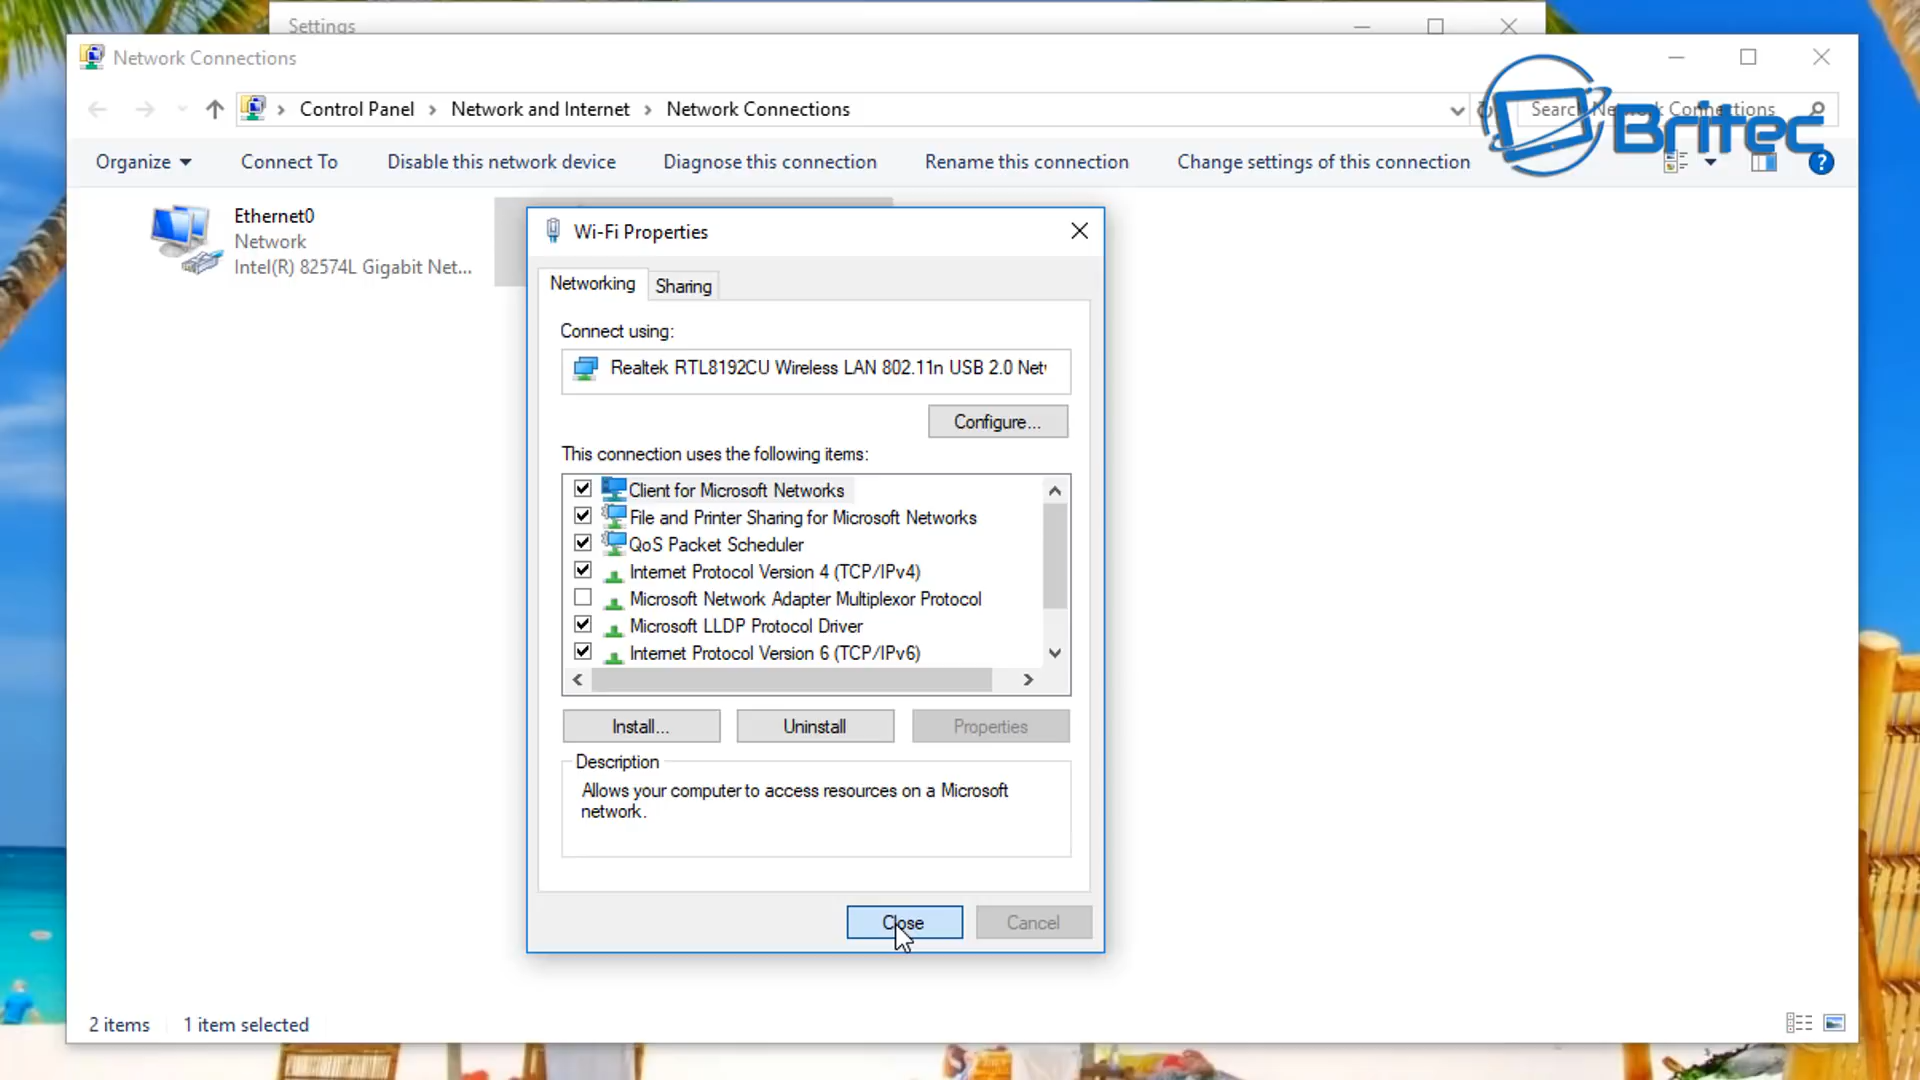 Settings
Network Connections
Control Panel > Network and Internet > Network Connections
Search Network Connections
Britec
Organize
Connect To
Disable this network device
Diagnose this connection
Rename this connection
Change settings of this connection
Ethernet0
Network
Intel(R) 82574L Gigabit Net...
Wi-Fi Properties
Networking
Sharing
Connect using:
Realtek RTL8192CU Wireless LAN 802.11n USB 2.0 Net
Configure...
This connection uses the following items:
Client for Microsoft Networks
File and Printer Sharing for Microsoft Networks
QoS Packet Scheduler
Internet Protocol Version 4 (TCP/IPv4)
Microsoft Network Adapter Multiplexor Protocol
Microsoft LLDP Protocol Driver
Internet Protocol Version 6 (TCP/IPv6)
Install...
Uninstall
Properties
Description
Allows your computer to access resources on a Microsoft
network.
Close
Cancel
2 items
1 item selected